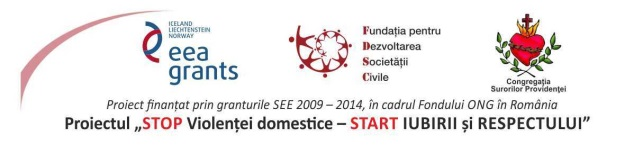 ICELAND
LIECHTENSTEIN
NORWAY
eea
grants
Fundația pentru
Dezvoltarea
Societății
Civile
Congregația
Surorilor Providenței
Proiect finanțat prin granturile SEE 2009 – 2014, în cadrul Fondului ONG în România
Proiectul „STOP Violenței domestice – START IUBIRII și RESPECTULUI”